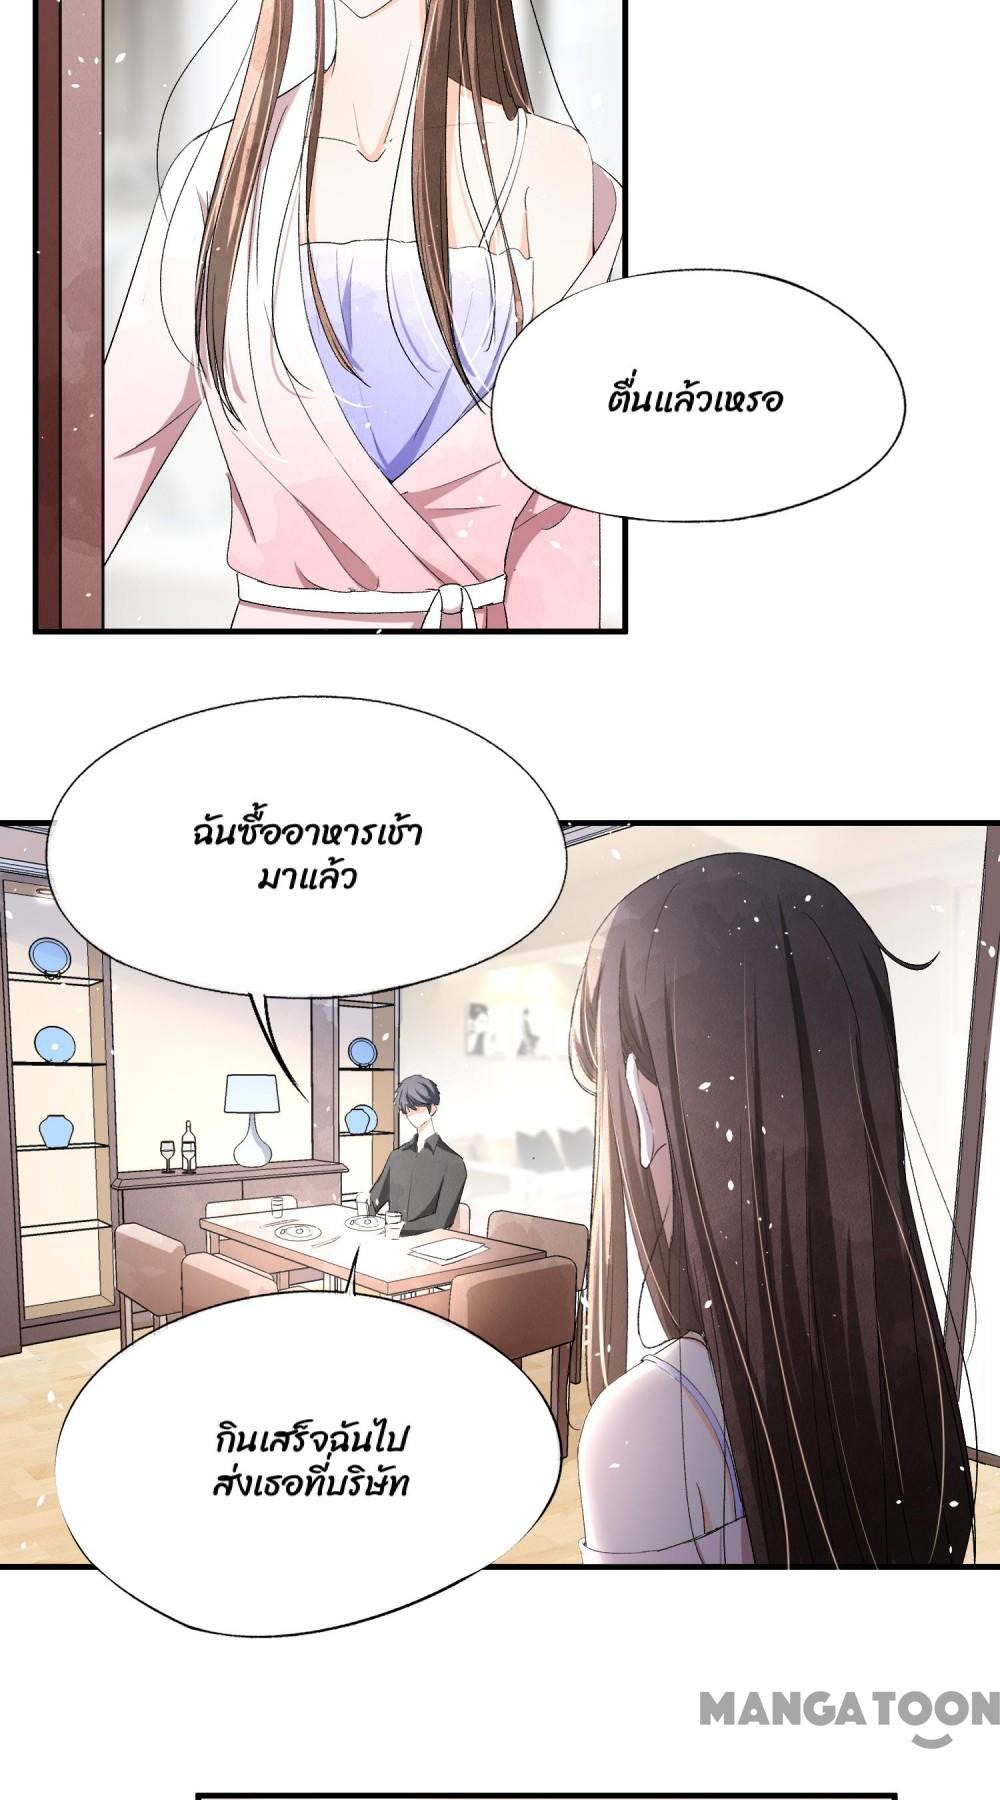 ตื่นแล้วเหรอ
ฉันซื้ออาหารเช้า
มาแล้ว
กินเสร็จฉันไป
ส่งเธอที่บริษัท
MANGATOON